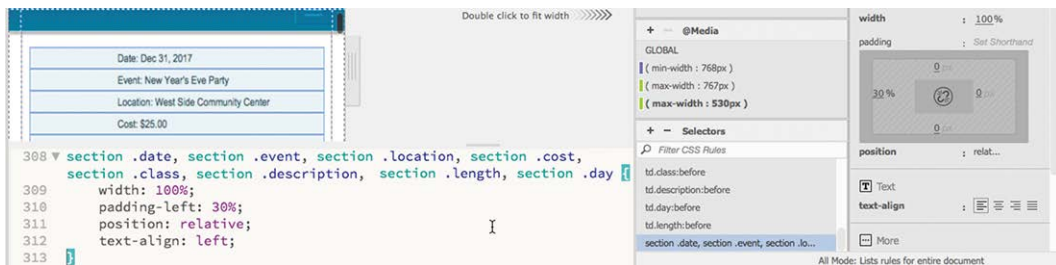 Double click to fit width
Date: Dec 31, 2017
Event: New Year's Eve Party
Location: West Side Community Center
Cost: $25.00
308 section .date, section .event, section .location, section .cost,
section .class, section .description, section .length, section .day {
309 width: 100%;
310 padding-left: 30%;
311 position: relative;
312 text-align: left;
313 }
+ − @Media
GLOBAL
( min-width : 768px )
( max-width : 767px )
( max-width : 530px )
+ − Selectors
Filter CSS Rules
td.class:before
td.description:before
td.day:before
td.length:before
section .date, section .event, section .lo...
width : 100%
padding : Set Shorthand
0 px
30 % 0 px
0 px
position : relat...
T Text
text-align :
More
All Mode: Lists rules for entire document